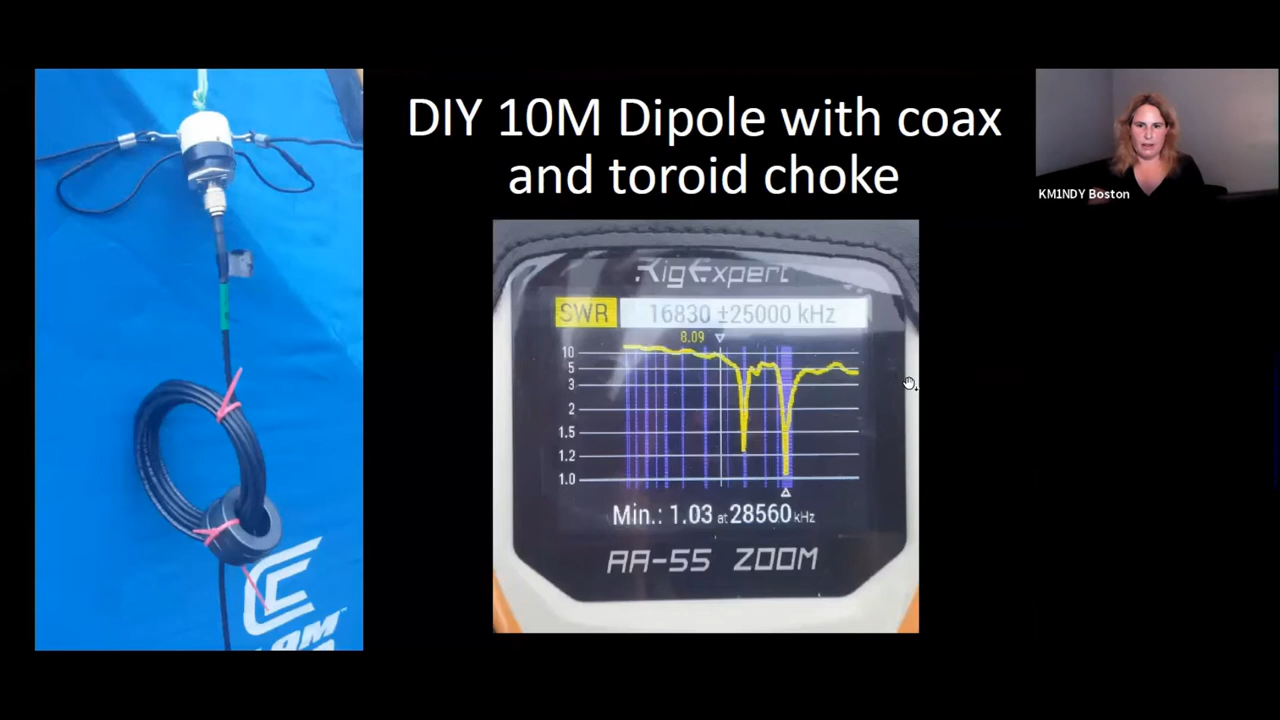 DIY 10M Dipole with coax
and toroid choke
KM1NDY Boston
RigExpert
SWR
16830 ±25000 kHz
8.09
10
5
3
2
1.5
1.2
1.0
Min.: 1.03 at 28560 kHz
AA-55 ZOOM